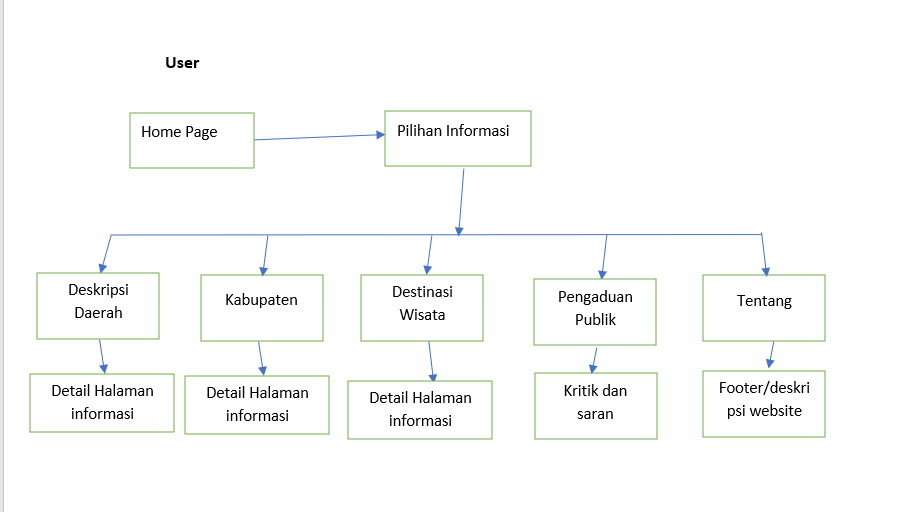 User
Home Page
Pilihan Informasi
Deskripsi
Daerah
Kabupaten
Destinasi
Wisata
Pengaduan
Publik
Tentang
Detail Halaman
informasi
Detail Halaman
informasi
Detail Halaman
informasi
Kritik dan
saran
Footer/deskri
psi website